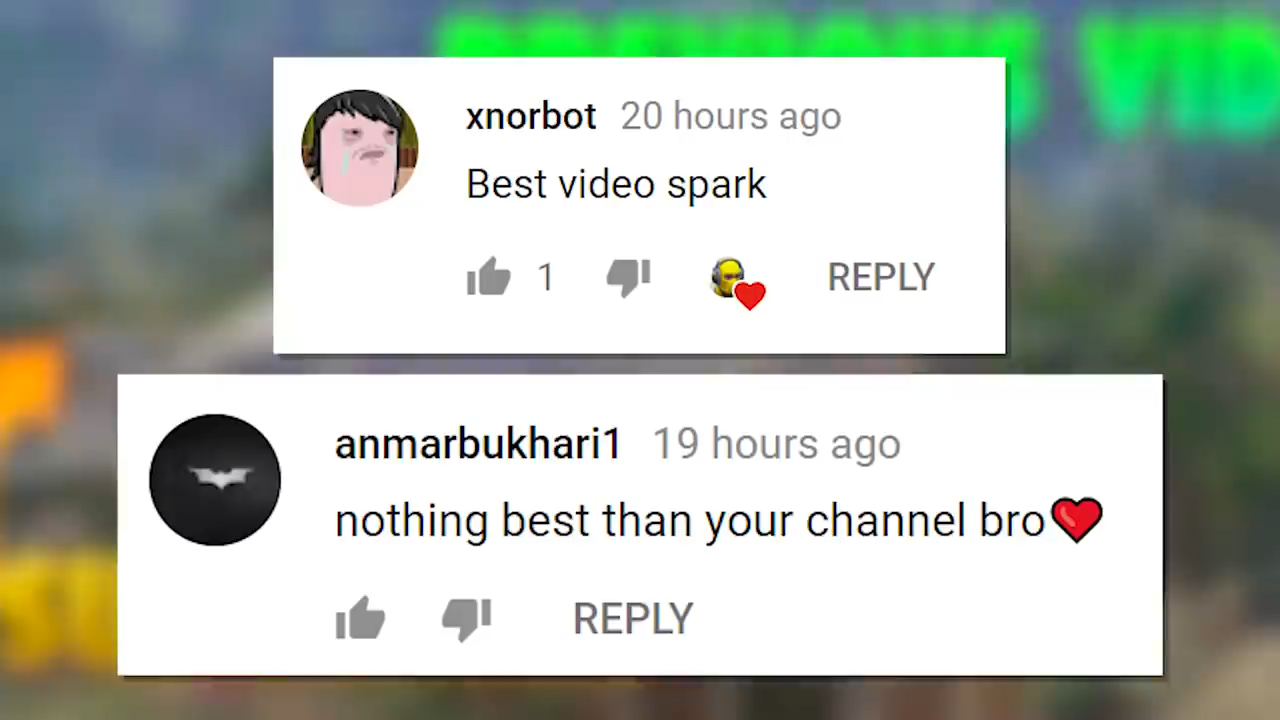 xnorbot 20 hours ago
Best video spark
1 REPLY
anmarbukhari1 19 hours ago
nothing best than your channel bro❤️
REPLY